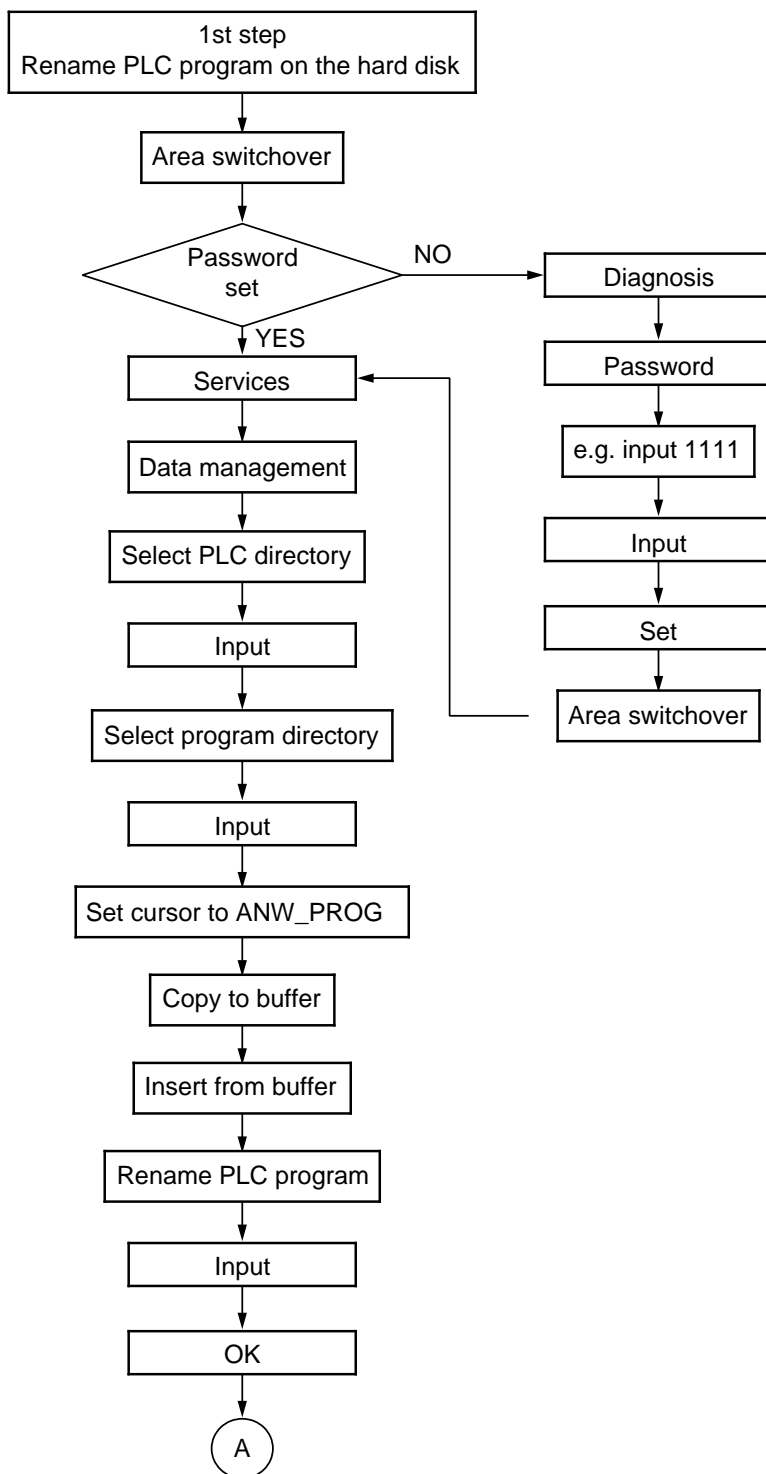 1st step
Rename PLC program on the hard disk
Area switchover
Password
set
NO
YES
Services
Data management
Select PLC directory
Input
Select program directory
Input
Set cursor to ANW_PROG
Copy to buffer
Insert from buffer
Rename PLC program
Input
OK
A
Diagnosis
Password
e.g. input 1111
Input
Set
Area switchover